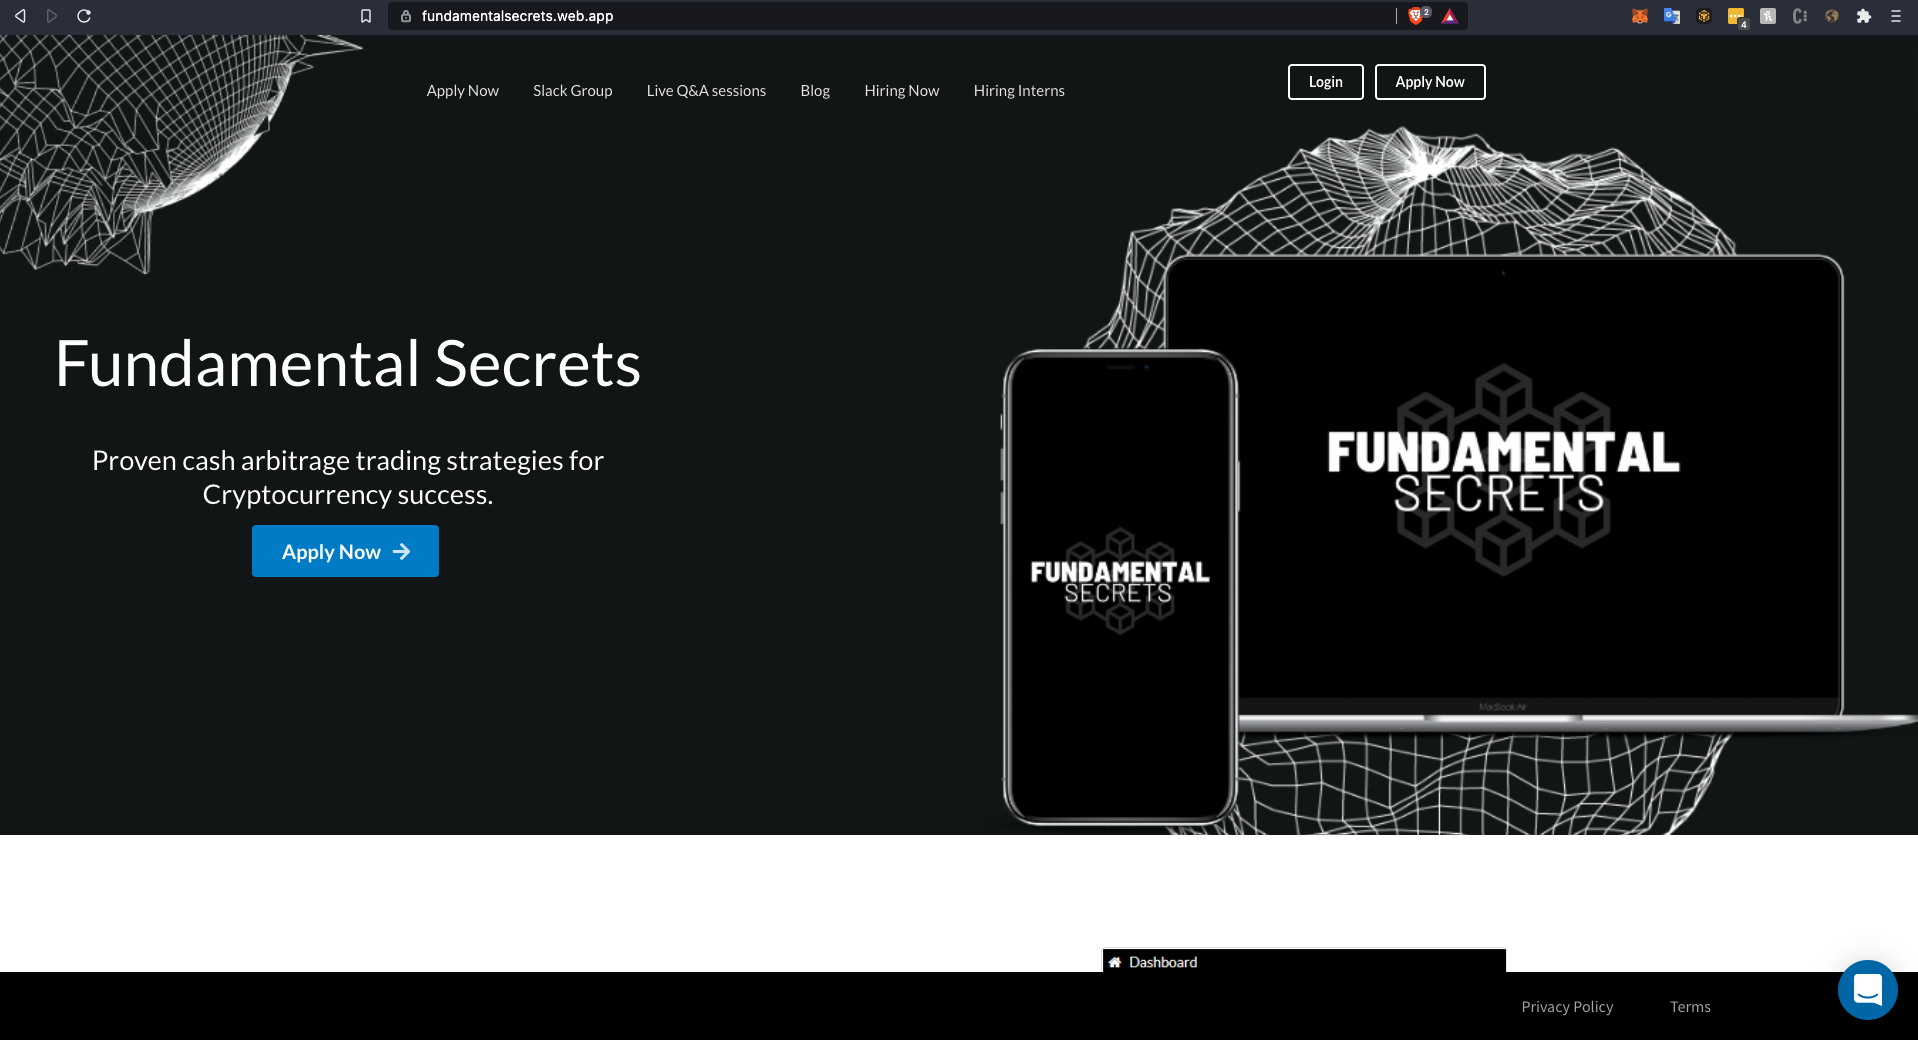 fundamentalsecrets.web.app
2
4
Apply Now
Slack Group
Live Q&A sessions
Blog
Hiring Now
Hiring Interns
Login
Apply Now
Fundamental Secrets
Proven cash arbitrage trading strategies for
Cryptocurrency success.
Apply Now
FUNDAMENTAL
SECRETS
MacBook Air
FUNDAMENTAL
SECRETS
Dashboard
Privacy Policy
Terms